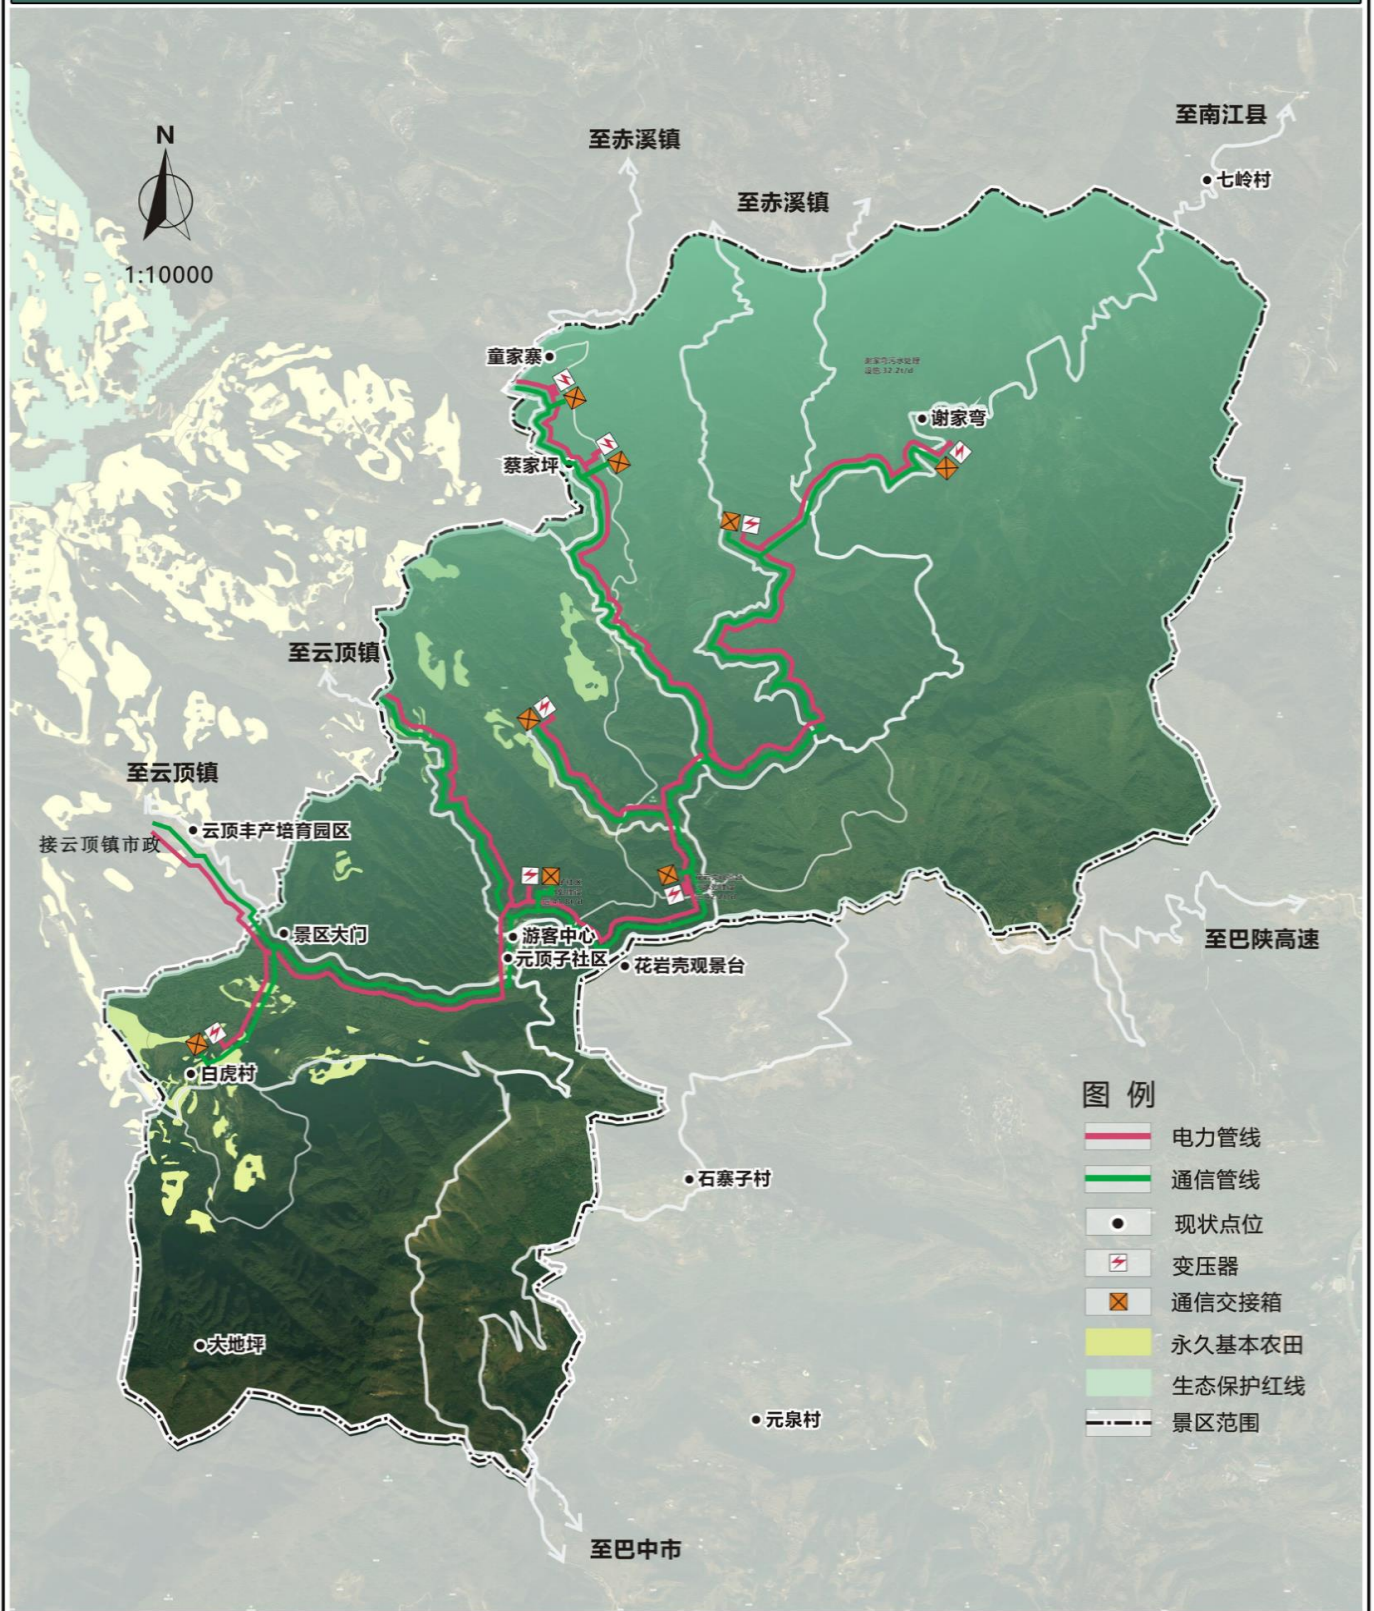 至南江县
N
至赤溪镇
七岭村
至赤溪镇
1:10000
童家寨
谢家弯
蔡家坪
至云顶镇
至云顶镇
云顶丰产培育园区
接云顶镇市政
景区大门
游客中心
至巴陕高速
元顶子社区
花岩壳观景台
白虎村
图 例
电力管线
石寨子村
通信管线
现状点位
变压器
通信交接箱
大地坪
永久基本农田
生态保护红线
元泉村
景区范围
至巴中市